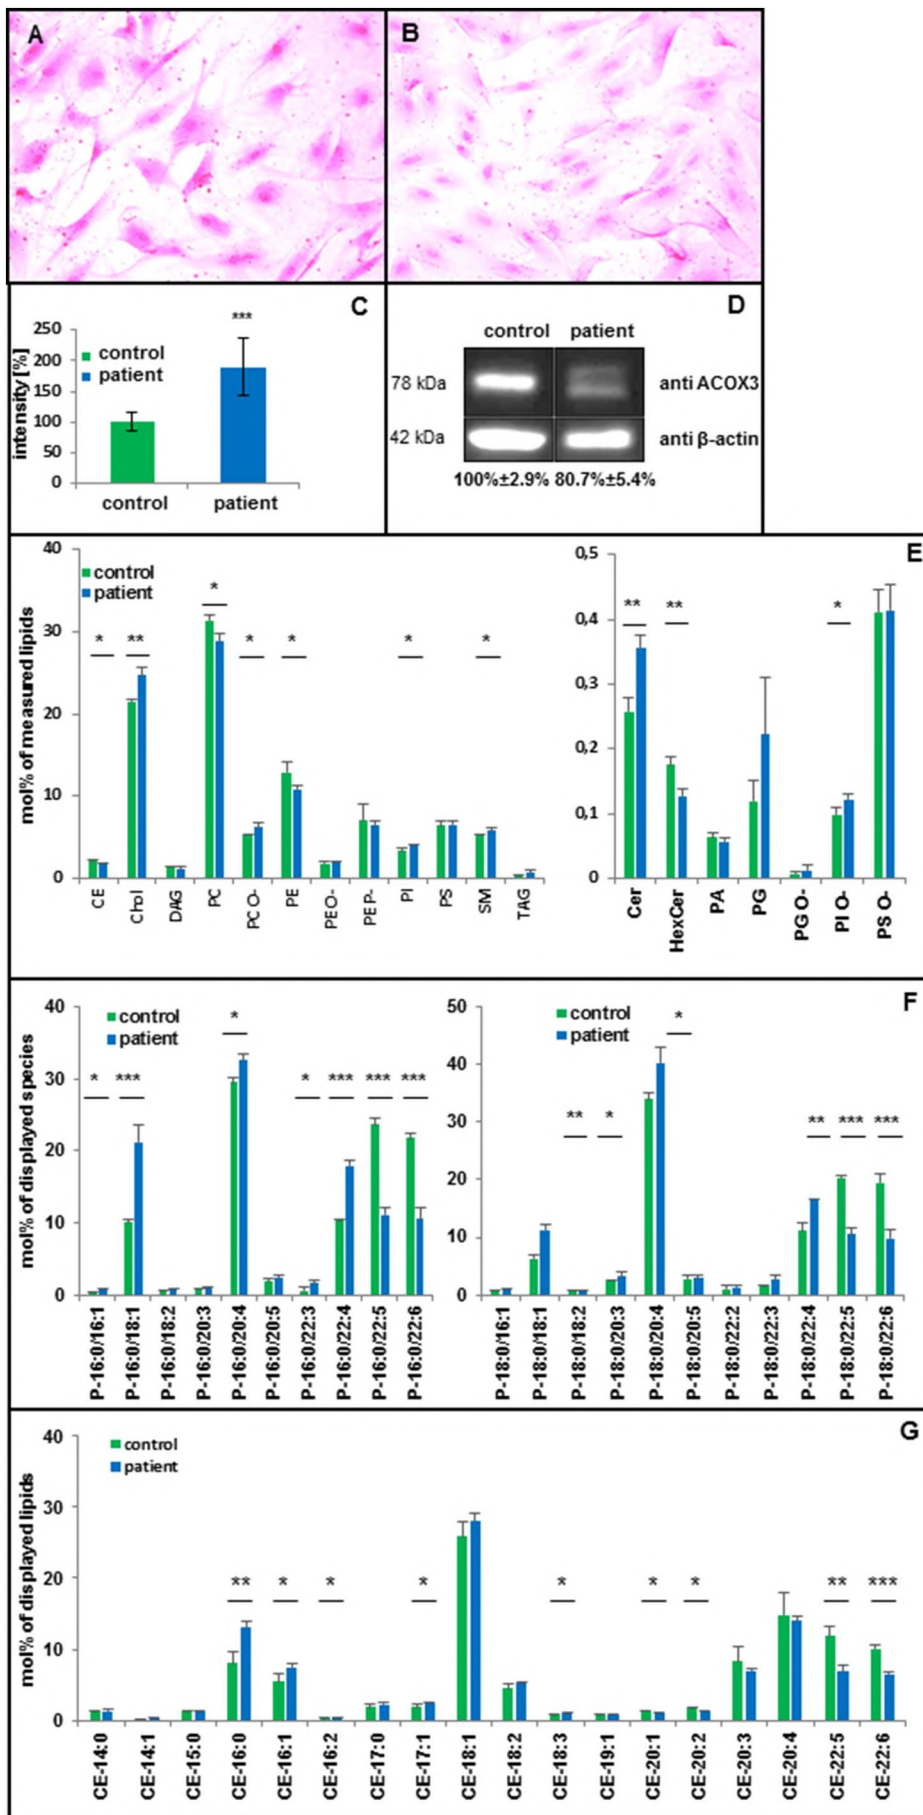 A
B
C
250
200
150
100
50
0
intensity [%]
control
patient
***
control
patient
D
control
patient
78 kDa
anti ACOX3
42 kDa
anti β-actin
100%±2.9%
80.7%±5.4%
E
40
30
20
10
0
mol% of measured lipids
control
patient
*
**
*
*
*
*
*
CE
Chol
DAG
PC
PC O-
PE
PE O-
PE P-
PI
PS
SM
TAG
0,5
0,4
0,3
0,2
0,1
0
**
**
*
Cer
HexCer
PA
PG
PG O-
PI O-
PS O-
F
40
30
20
10
0
mol% of displayed species
control
patient
*
***
*
*
***
***
***
P-16:0/16:1
P-16:0/18:1
P-16:0/18:2
P-16:0/20:3
P-16:0/20:4
P-16:0/20:5
P-16:0/22:3
P-16:0/22:4
P-16:0/22:5
P-16:0/22:6
50
40
30
20
10
0
control
patient
**
*
*
**
***
***
P-18:0/16:1
P-18:0/18:1
P-18:0/18:2
P-18:0/20:3
P-18:0/20:4
P-18:0/20:5
P-18:0/22:2
P-18:0/22:3
P-18:0/22:4
P-18:0/22:5
P-18:0/22:6
G
40
30
20
10
0
mol% of displayed lipids
control
patient
**
*
*
*
*
*
*
**
***
CE-14:0
CE-14:1
CE-15:0
CE-16:0
CE-16:1
CE-16:2
CE-17:0
CE-17:1
CE-18:1
CE-18:2
CE-18:3
CE-19:1
CE-20:1
CE-20:2
CE-20:3
CE-20:4
CE-22:5
CE-22:6